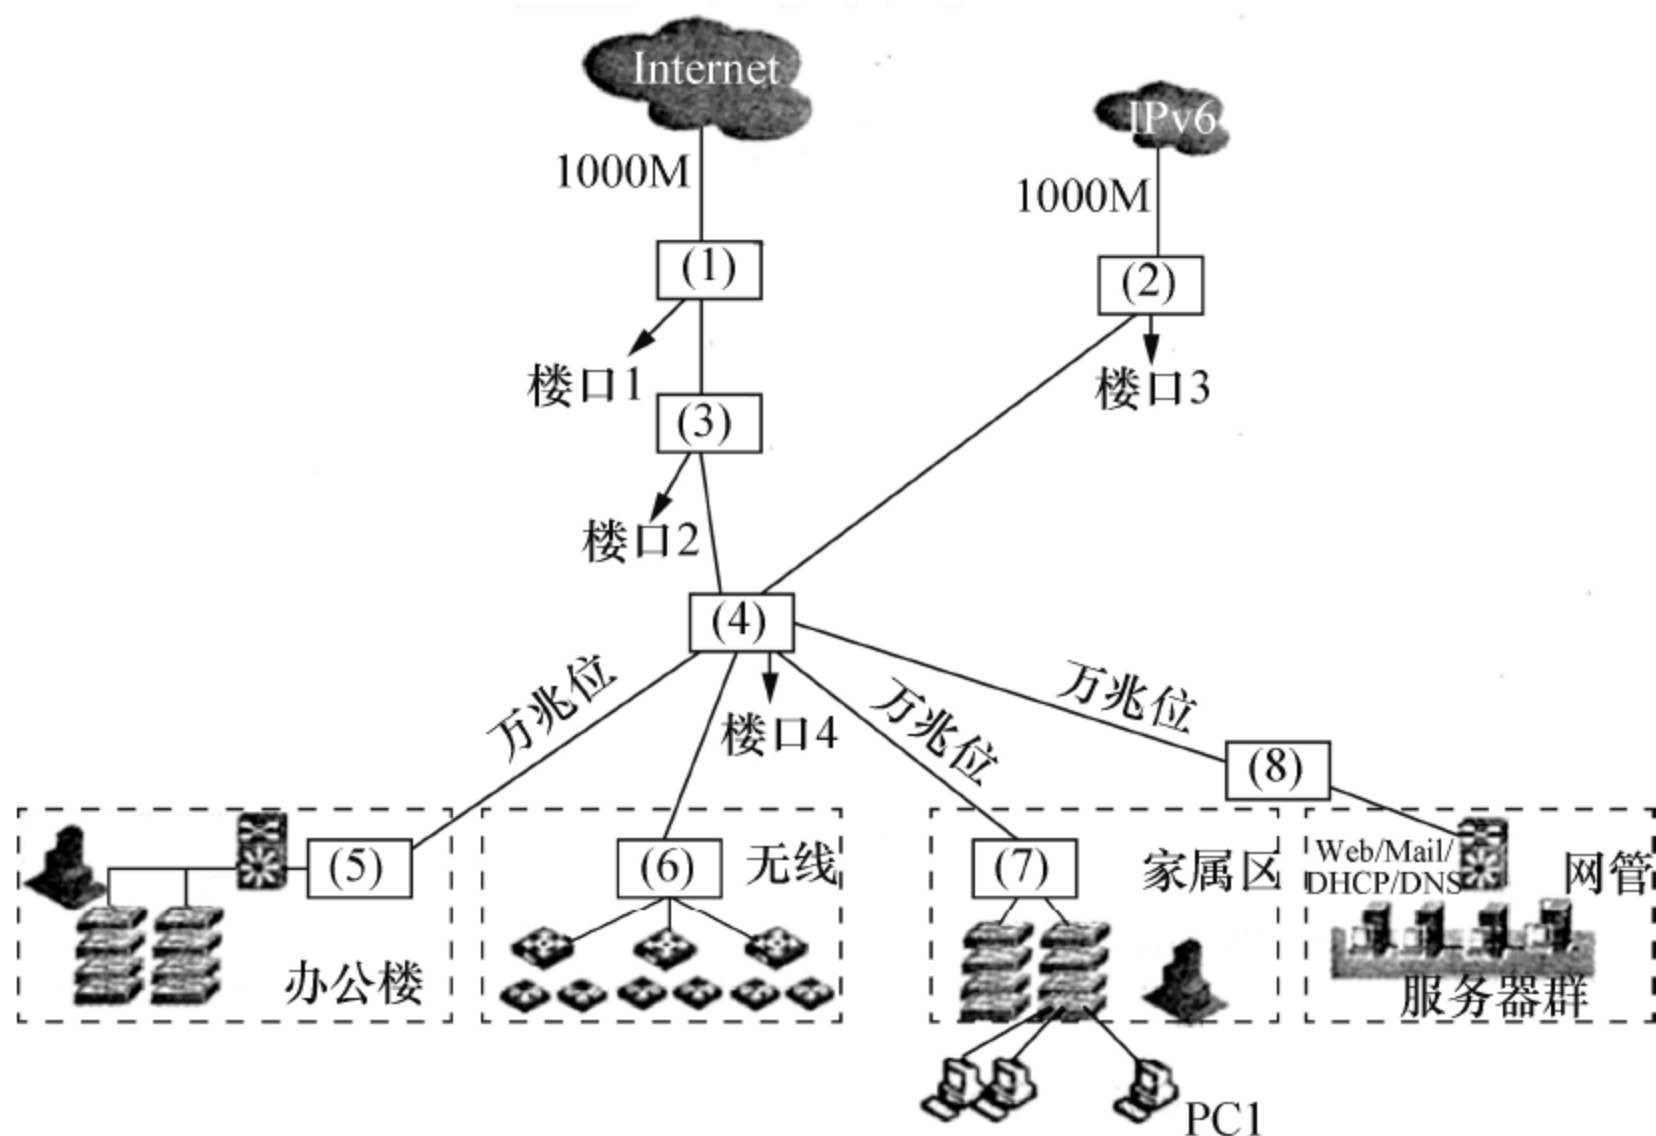 Internet
IPv6
1000M
1000M
(1)
(2)
楼口1
楼口3
(3)
楼口2
(4)
万兆位
楼口4
万兆位
万兆位
(8)
(5)
(6)
无线
(7)
家属区
Web/Mail/
DHCP/DNS
网管
办公楼
服务器群
PC1